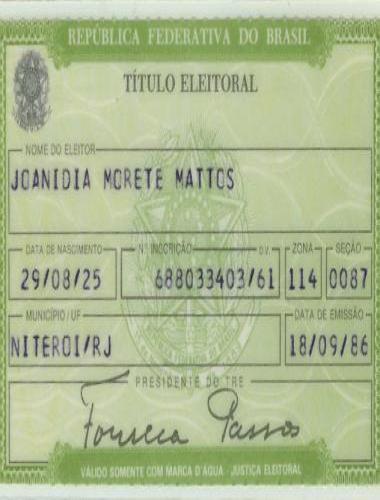 REPÚBLICA FEDERATIVA DO BRASIL
TÍTULO ELEITORAL
NOME DO ELEITOR
JOANIDIA MORETE MATTOS
DATA DE NASCIMENTO Nº INSCRIÇÃO D.V. ZONA SEÇÃO
29/08/25 688033403/61 114 0087
MUNICÍPIO / UF DATA DE EMISSÃO
NITEROI/RJ 18/09/86
PRESIDENTE DO TRE
Fonseca Passos
VÁLIDO SOMENTE COM MARCA D'ÁGUA - JUSTIÇA ELEITORAL